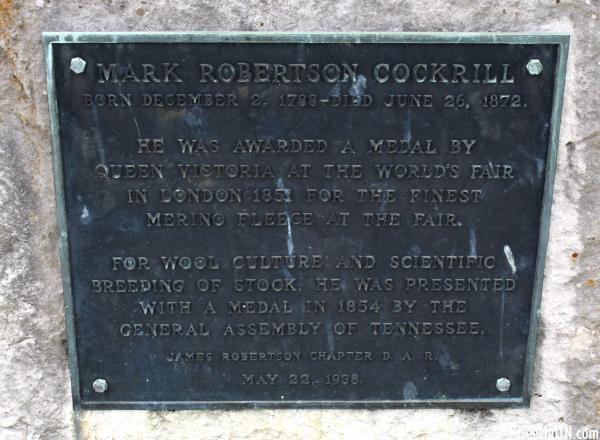 MARK ROBERTSON COCKRILL
BORN DECEMBER 2, 1788-DIED JUNE 26, 1872.
HE WAS AWARDED A MEDAL BY
QUEEN VICTORIA AT THE WORLD'S FAIR
IN LONDON 1851 FOR THE FINEST
MERINO FLEECE AT THE FAIR.
FOR WOOL CULTURE AND SCIENTIFIC
BREEDING OF STOCK, HE WAS PRESENTED
WITH A MEDAL IN 1854 BY THE
GENERAL ASSEMBLY OF TENNESSEE.
JAMES ROBERTSON CHAPTER D. A. R.
MAY 22, 1938.